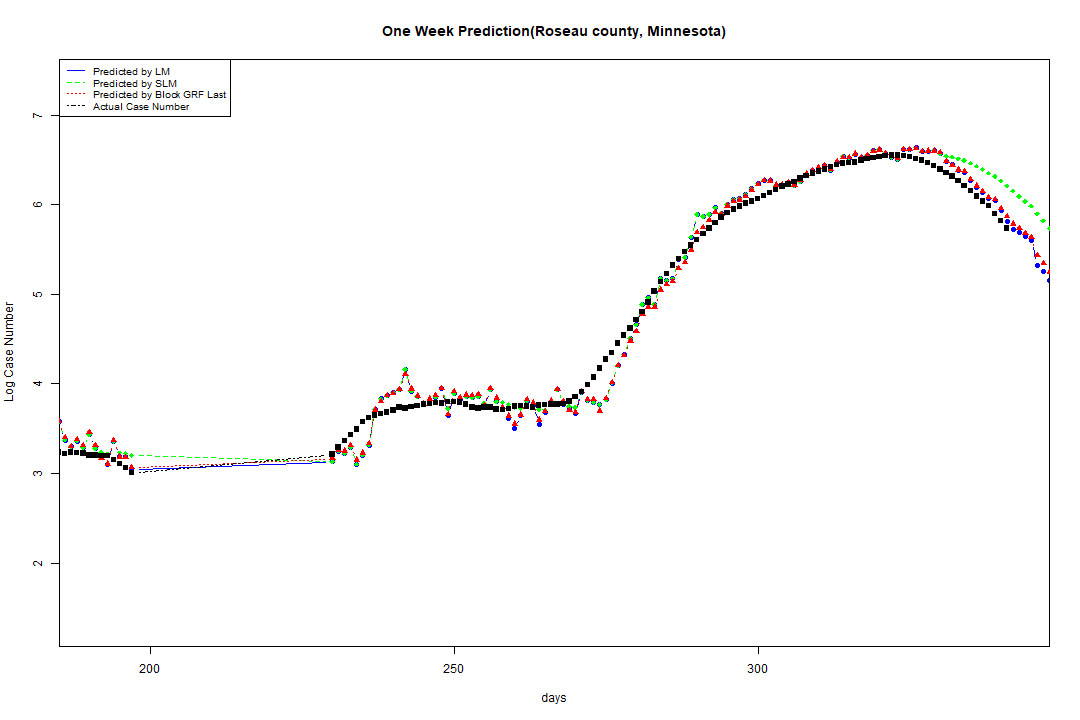 One Week Prediction(Roseau county, Minnesota)
Predicted by LM
Predicted by SLM
Predicted by Block GRF Last
Actual Case Number
7
6
5
4
3
2
Log Case Number
200 250 300
days